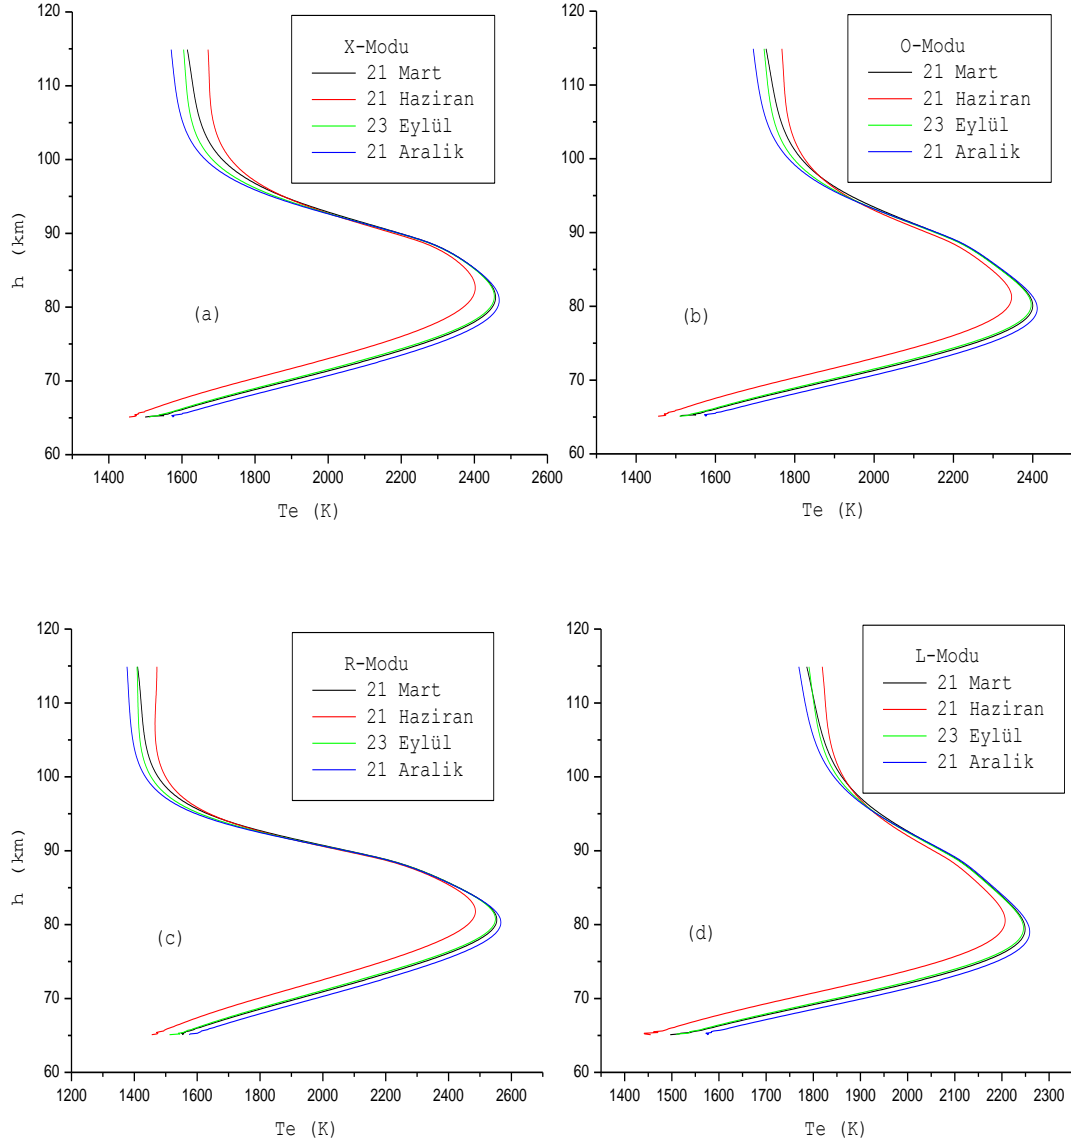 X-Modu
21 Mart
21 Haziran
23 Eylül
21 Aralik
120
110
100
90
80
70
60
h (km)
(a)
1400 1600 1800 2000 2200 2400 2600
Te (K)
O-Modu
21 Mart
21 Haziran
23 Eylül
21 Aralik
120
110
100
90
80
70
60
(b)
1400 1600 1800 2000 2200 2400
Te (K)
R-Modu
21 Mart
21 Haziran
23 Eylül
21 Aralik
120
110
100
90
80
70
60
h (km)
(c)
1200 1400 1600 1800 2000 2200 2400 2600
Te (K)
L-Modu
21 Mart
21 Haziran
23 Eylül
21 Aralik
120
110
100
90
80
70
60
(d)
1400 1500 1600 1700 1800 1900 2000 2100 2200 2300
Te (K)